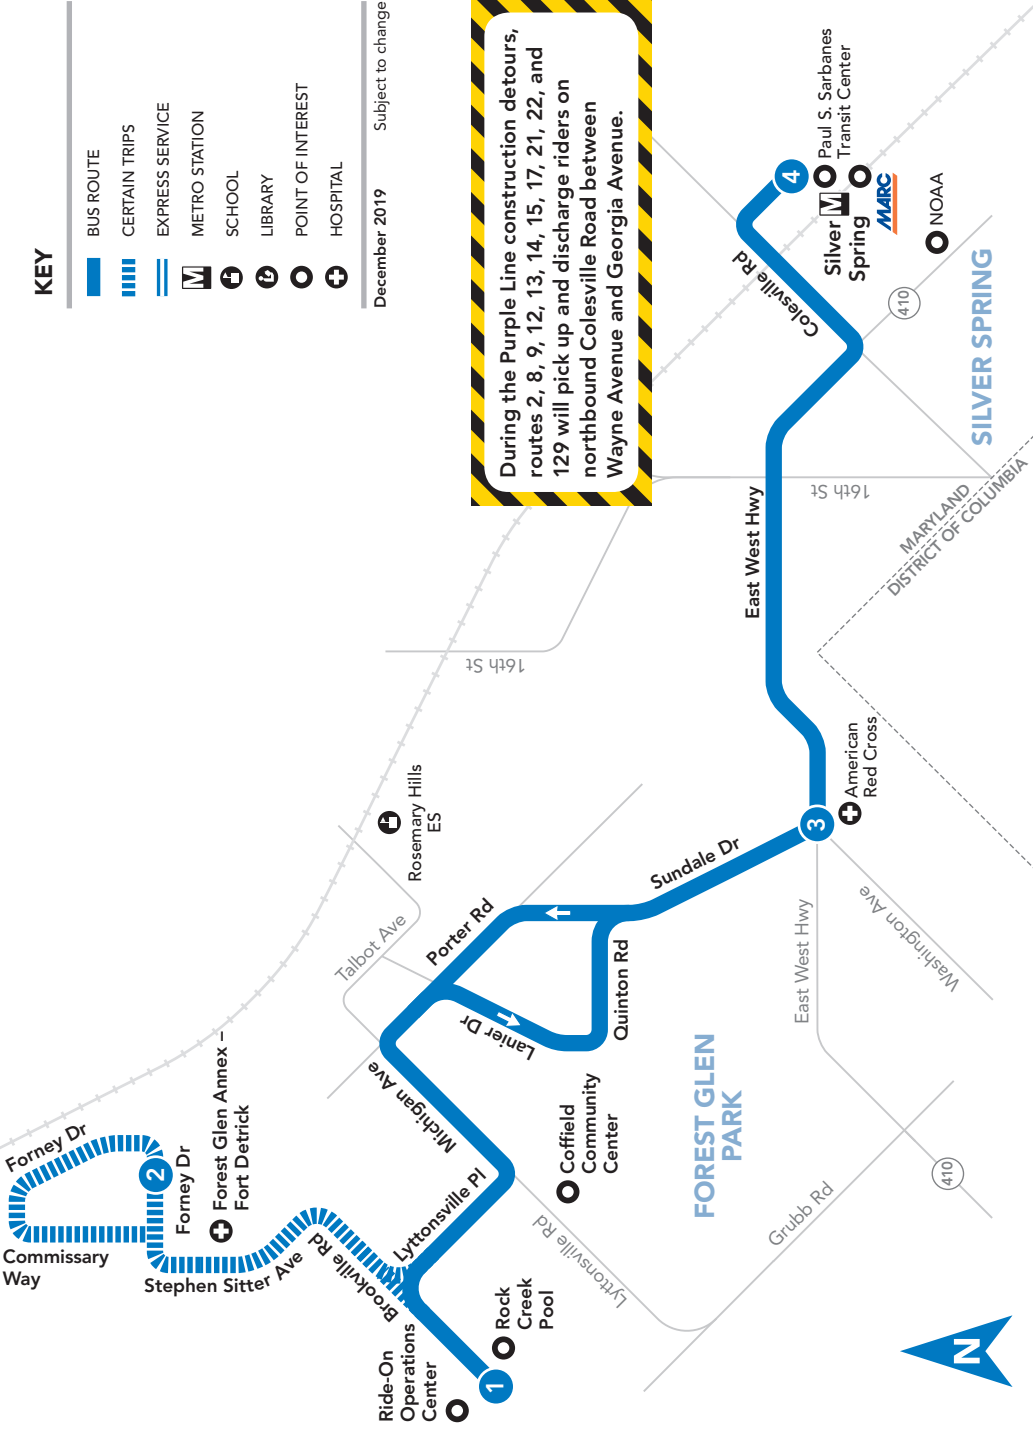 KEY
BUS ROUTE
CERTAIN TRIPS
EXPRESS SERVICE
M
METRO STATION
SCHOOL
LIBRARY
POINT OF INTEREST
HOSPITAL
December 2019
Subject to change
During the Purple Line construction detours,
routes 2, 8, 9, 12, 13, 14, 15, 17, 21, 22, and
129 will pick up and discharge riders on
northbound Colesville Road between
Wayne Avenue and Georgia Avenue.
Forney Dr
Commissary
Way
2
Forney Dr
Forest Glen Annex –
Fort Detrick
Stephen Sitter Ave
Brookville Rd
Lyttonsville Pl
Ride-On
Operations
Center
1
Rock
Creek
Pool
Michigan Ave
Talbot Ave
Porter Rd
Rosemary Hills
ES
Lanier Dr
Quinton Rd
Coffield
Community
Center
Lyttonsville Rd
Grubb Rd
410
FOREST GLEN
PARK
Sundale Dr
3
American
Red Cross
East West Hwy
Washington Ave
16th St
East West Hwy
16th St
MARYLAND
DISTRICT OF COLUMBIA
Colesville Rd
4
Paul S. Sarbanes
Transit Center
Silver
Spring
M
MARC
NOAA
410
SILVER SPRING
N